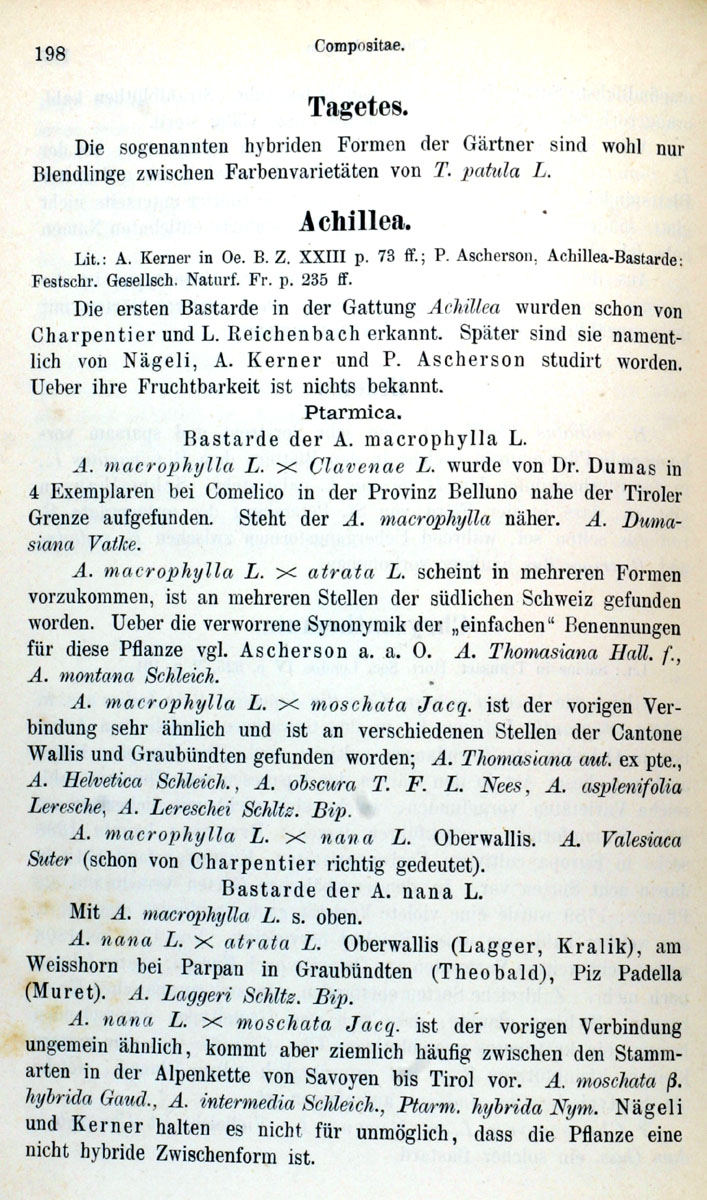 198
Compositae.
Tagetes.
Die sogenannten hybriden Formen der Gärtner sind wohl nur
Blendlinge zwischen Farbenvarietäten von T. patula L.
Achillea.
Lit.: A. Kerner in Oe. B. Z. XXIII p. 73 ff.; P. Ascherson, Achillea-Bastarde:
Festschr. Gesellsch. Naturf. Fr. p. 235 ff.
Die ersten Bastarde in der Gattung Achillea wurden schon von
Charpentier und L. Reichenbach erkannt. Später sind sie nament-
lich von Nägeli, A. Kerner und P. Ascherson studirt worden.
Ueber ihre Fruchtbarkeit ist nichts bekannt.
Ptarmica.
Bastarde der A. macrophylla L.
A. macrophylla L. × Clavenae L. wurde von Dr. Dumas in
4 Exemplaren bei Comelico in der Provinz Belluno nahe der Tiroler
Grenze aufgefunden. Steht der A. macrophylla näher. A. Duma-
siana Vatke.
A. macrophylla L. × atrata L. scheint in mehreren Formen
vorzukommen, ist an mehreren Stellen der südlichen Schweiz gefunden
worden. Ueber die verworrene Synonymik der „einfachen“ Benennungen
für diese Pflanze vgl. Ascherson a. a. O. A. Thomasiana Hall. f.,
A. montana Schleich.
A. macrophylla L. × moschata Jacq. ist der vorigen Ver-
bindung sehr ähnlich und ist an verschiedenen Stellen der Cantone
Wallis und Graubündten gefunden worden; A. Thomasiana aut. ex pte.,
A. Helvetica Schleich., A. obscura T. F. L. Nees, A. asplenifolia
Leresche, A. Lereschei Schltz. Bip.
A. macrophylla L. × nana L. Oberwallis. A. Valesiaca
Suter (schon von Charpentier richtig gedeutet).
Bastarde der A. nana L.
Mit A. macrophylla L. s. oben.
A. nana L. × atrata L. Oberwallis (Lagger, Kralik), am
Weisshorn bei Parpan in Graubündten (Theobald), Piz Padella
(Muret). A. Laggeri Schltz. Bip.
A. nana L. × moschata Jacq. ist der vorigen Verbindung
ungemein ähnlich, kommt aber ziemlich häufig zwischen den Stamm-
arten in der Alpenkette von Savoyen bis Tirol vor. A. moschata β.
hybrida Gaud., A. intermedia Schleich., Ptarm. hybrida Nym. Nägeli
und Kerner halten es nicht für unmöglich, dass die Pflanze eine
nicht hybride Zwischenform ist.